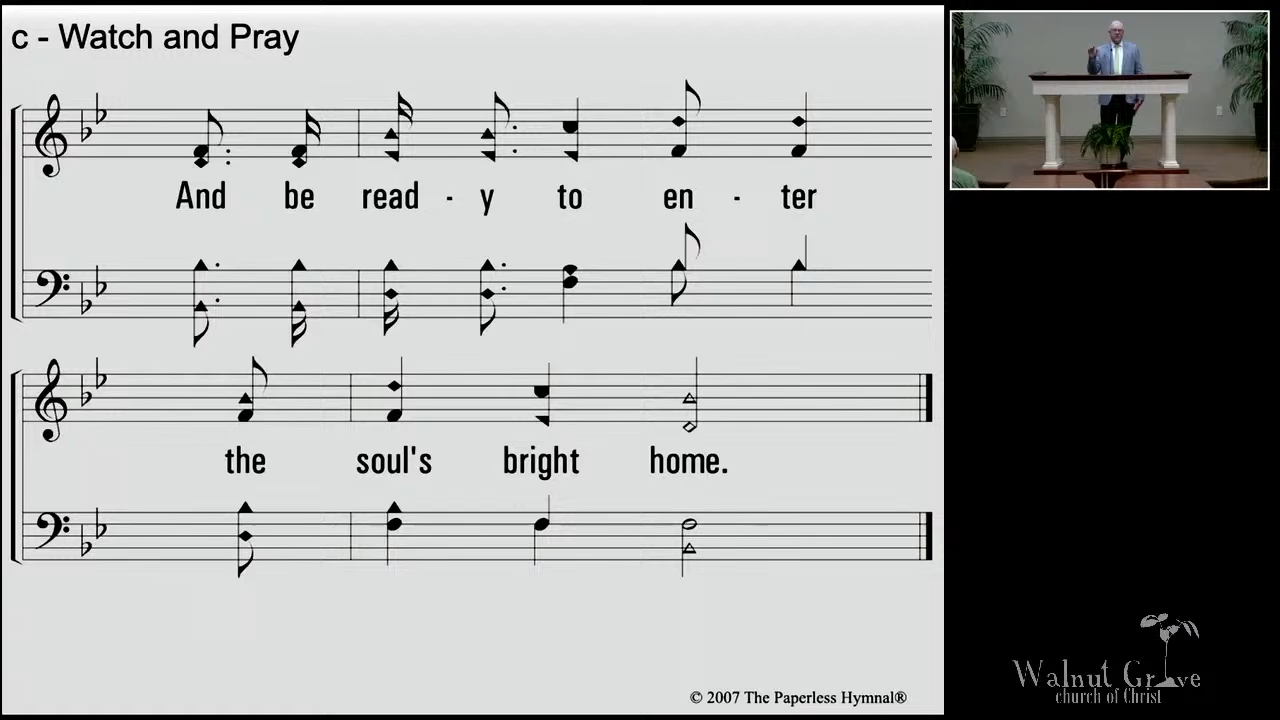 c - Watch and Pray
And be read - y to en - ter
the soul's bright home.
© 2007 The Paperless Hymnal®
Walnut Grove
church of Christ